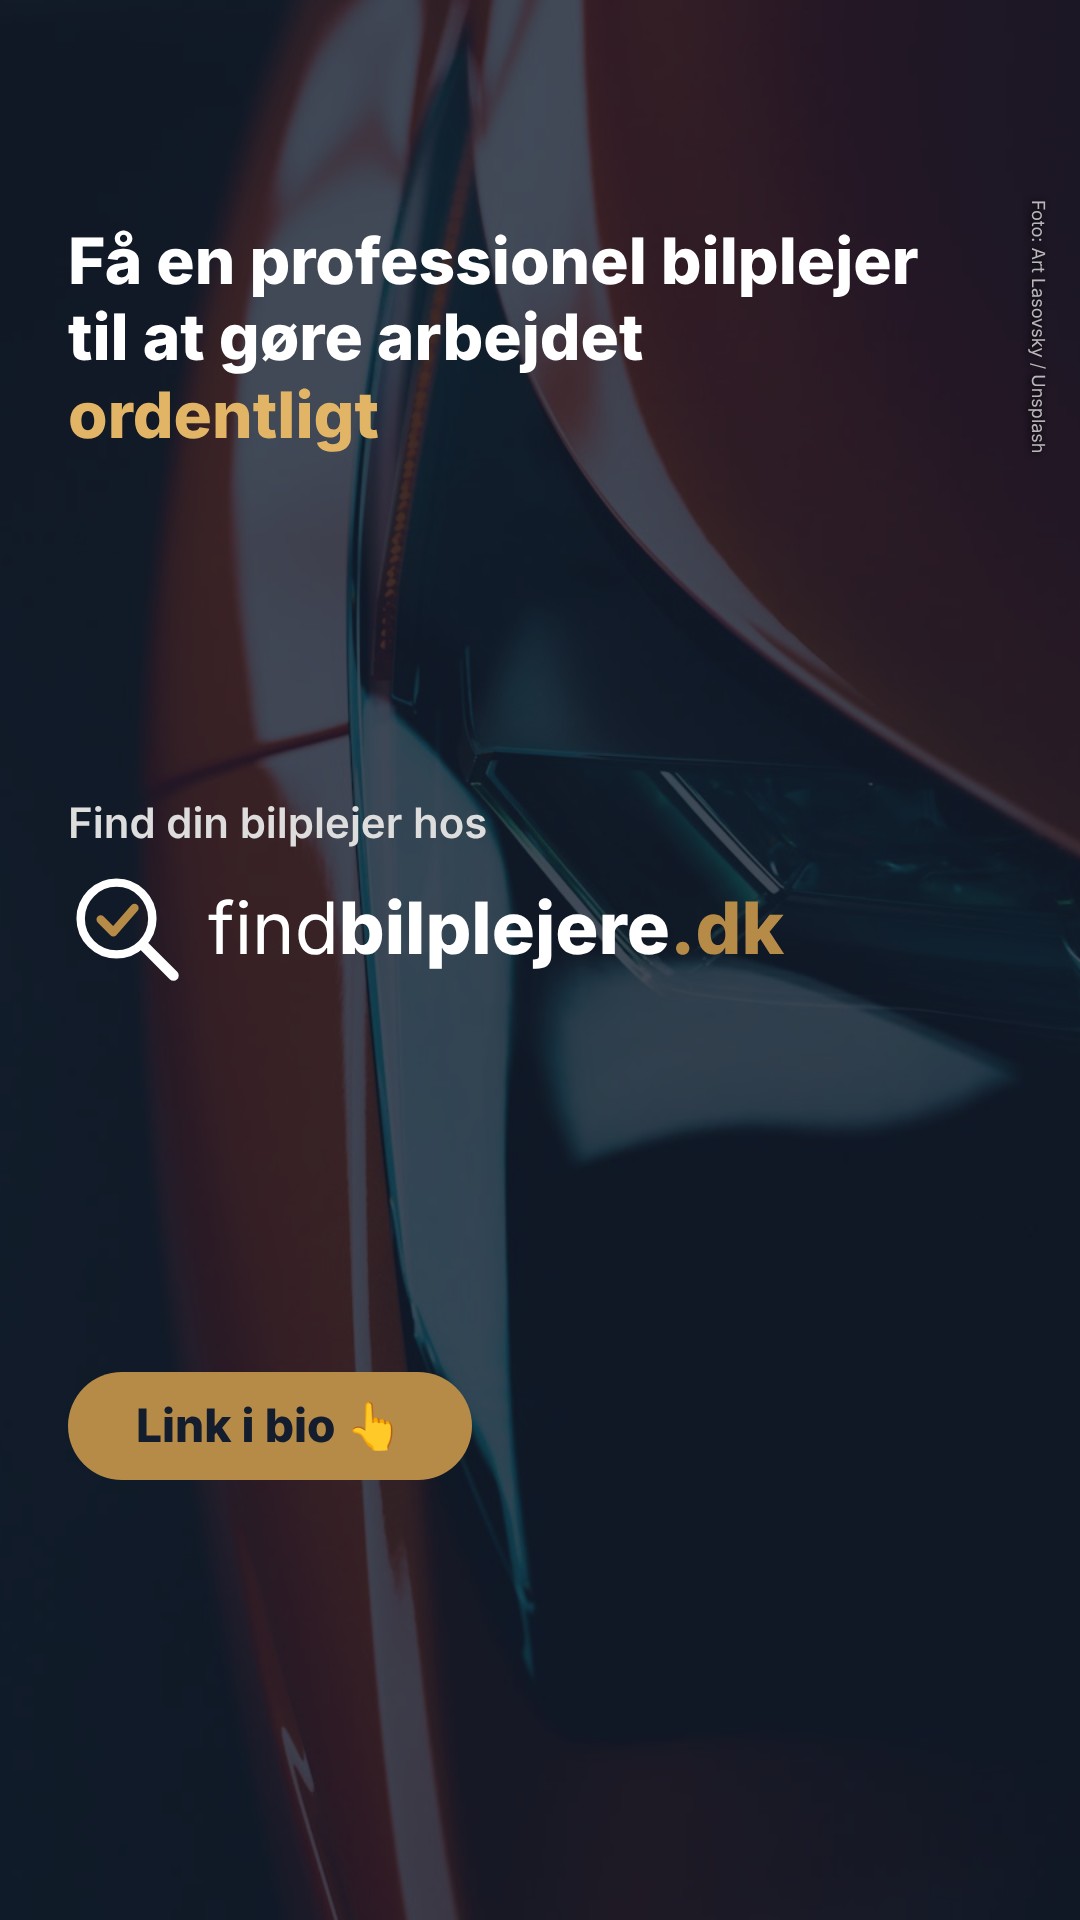 Få en professionel bilplejer
til at gøre arbejdet
ordentligt
Foto: Art Lasovsky / Unsplash
Find din bilplejer hos
findbilplejere.dk
Link i bio 👆